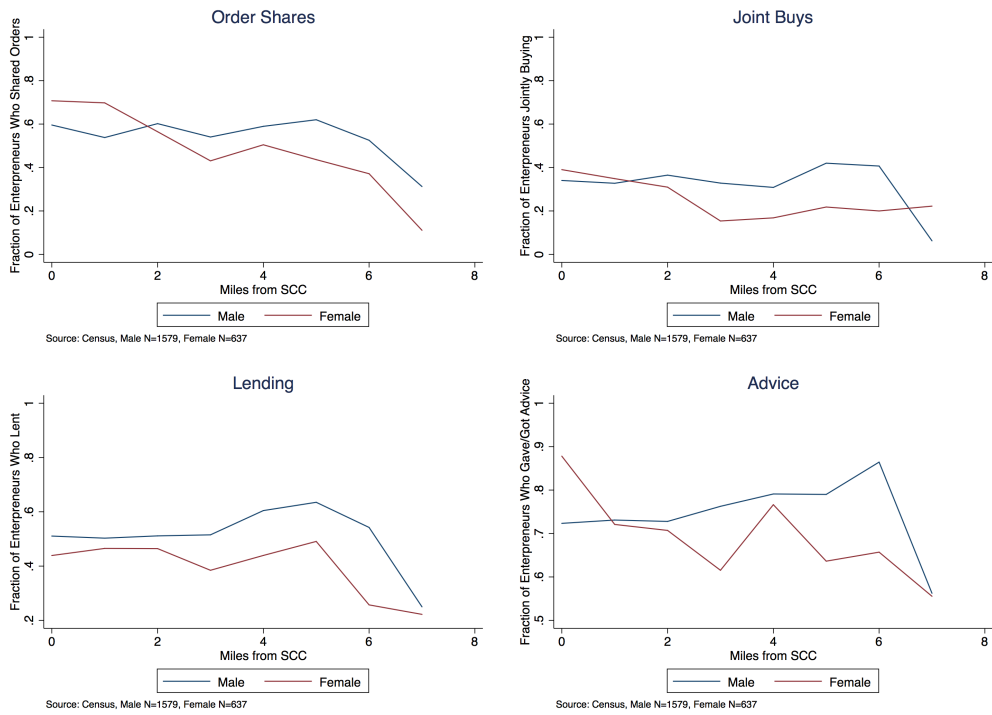 Order Shares
Fraction of Enterpreneurs Who Shared Orders
0 .2 .4 .6 .8 1
0 2 4 6 8
Miles from SCC
Male Female
Source: Census, Male N=1579, Female N=637
Joint Buys
Fraction of Enterpreneurs Jointly Buying
0 .2 .4 .6 .8 1
0 2 4 6 8
Miles from SCC
Male Female
Source: Census, Male N=1579, Female N=637
Lending
Fraction of Enterpreneurs Who Lent
.2 .4 .6 .8 1
0 2 4 6 8
Miles from SCC
Male Female
Source: Census, Male N=1579, Female N=637
Advice
Fraction of Enterpreneurs Who Gave/Got Advice
.5 .6 .7 .8 .9 1
0 2 4 6 8
Miles from SCC
Male Female
Source: Census, Male N=1579, Female N=637